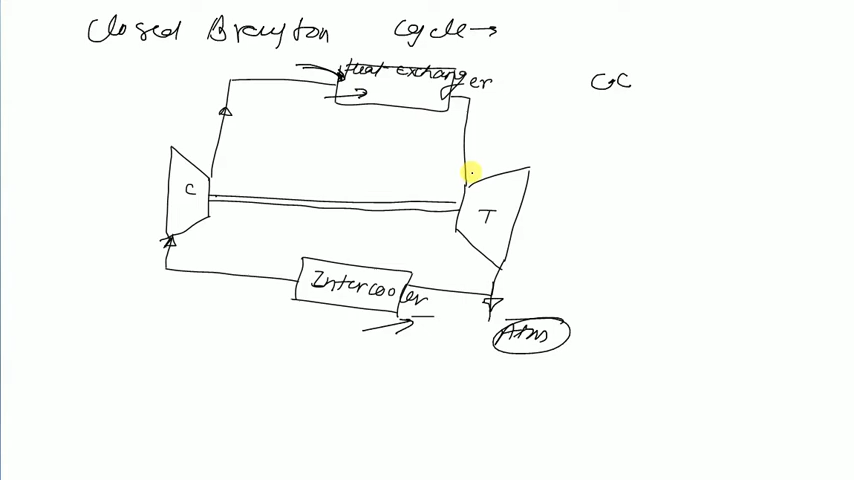 Closed Brayton Cycle→
Heat exchanger
GC
C
T
Intercooler
Atm